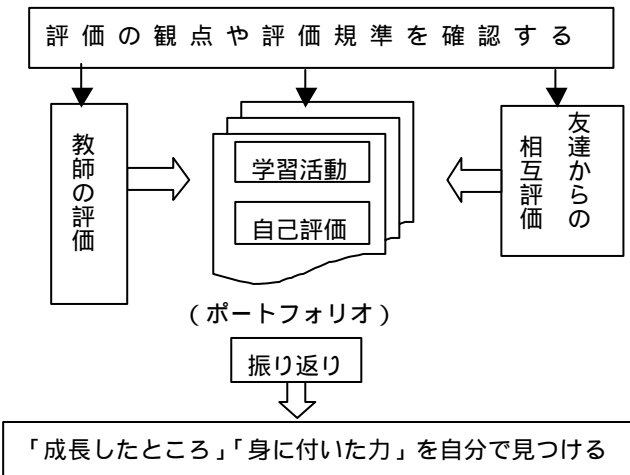 評価の観点や評価規準を確認する
教師の評価
学習活動
自己評価
友達からの
相互評価
(ポートフォリオ)
振り返り
「成長したところ」「身に付いた力」を自分で見つける